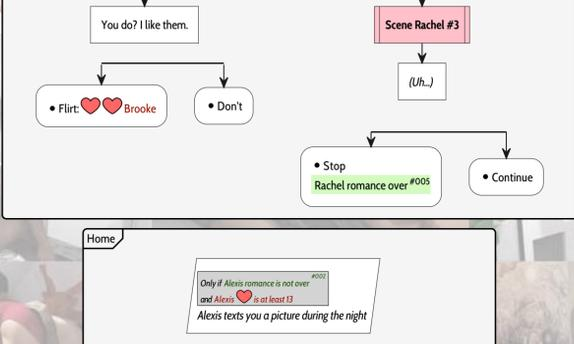 You do? I like them.
Scene Rachel #3
(Uh...)
• Flirt: Brooke
• Don't
• Stop
Rachel romance over #005
• Continue
Home
#002
Only if Alexis romance is not over
and Alexis is at least 13
Alexis texts you a picture during the night